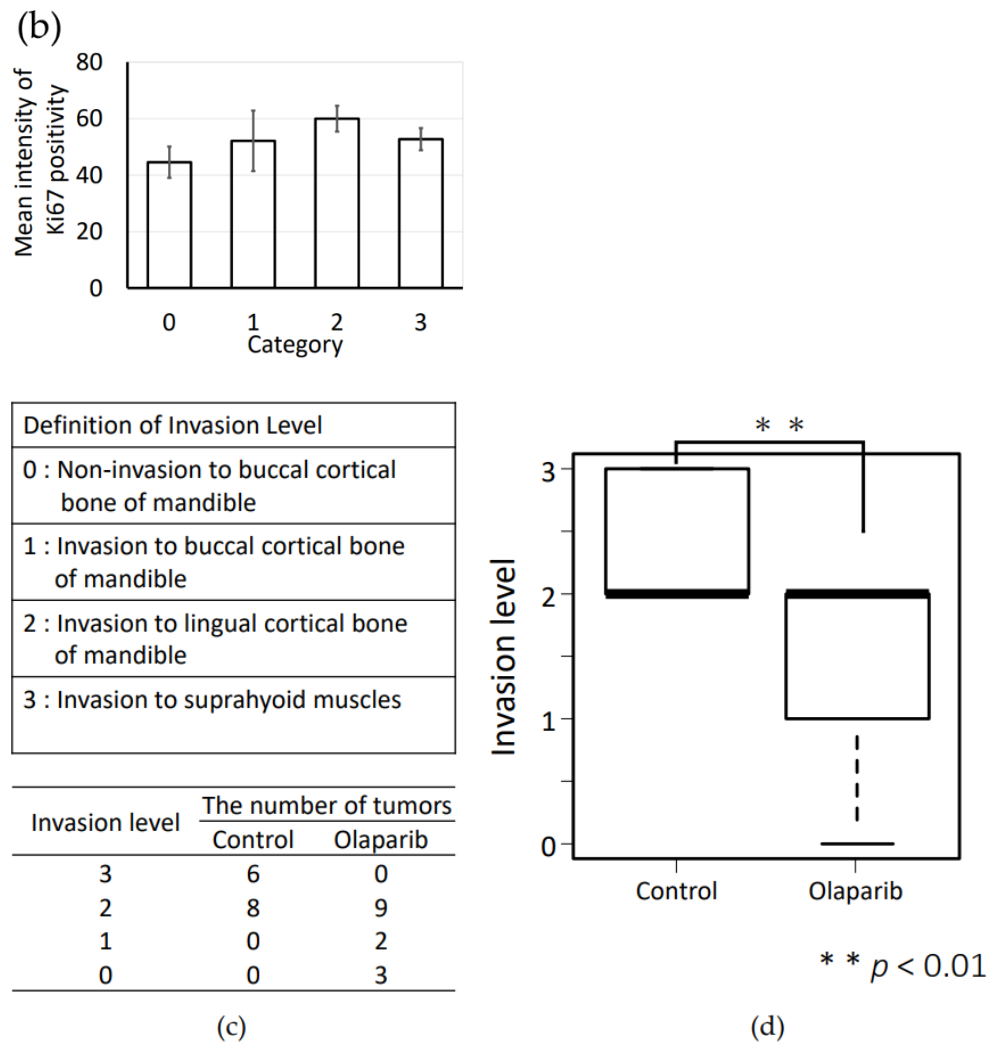 (b)
Mean intensity of
Ki67 positivity
80
60
40
20
0
0 1 2 3
Category
Definition of Invasion Level
0 : Non-invasion to buccal cortical
bone of mandible
1 : Invasion to buccal cortical bone
of mandible
2 : Invasion to lingual cortical bone
of mandible
3 : Invasion to suprahyoid muscles
Invasion level
The number of tumors
Control Olaparib
3 6 0
2 8 9
1 0 2
0 0 3
(c)
* *
Invasion level
3
2
1
0
Control Olaparib
* * p < 0.01
(d)